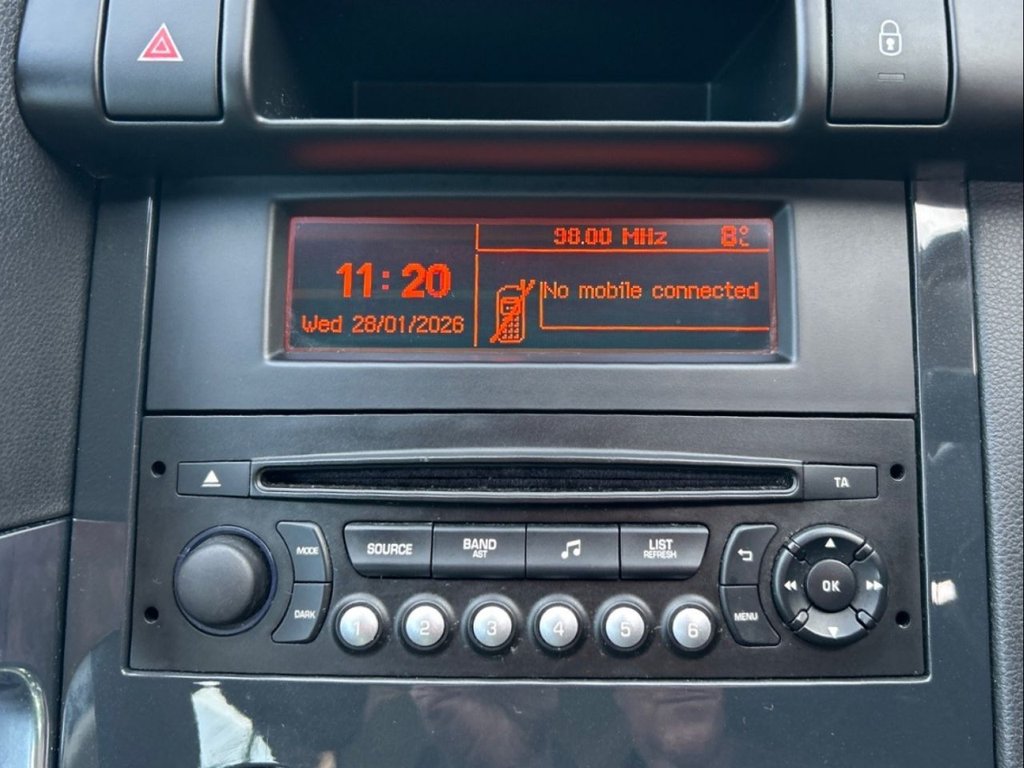 98.00 MHz 8°C
11:20
No mobile connected
Wed 28/01/2026
TA
MODE
SOURCE
BAND
AST
LIST
REFRESH
OK
DARK
MENU
1 2 3 4 5 6